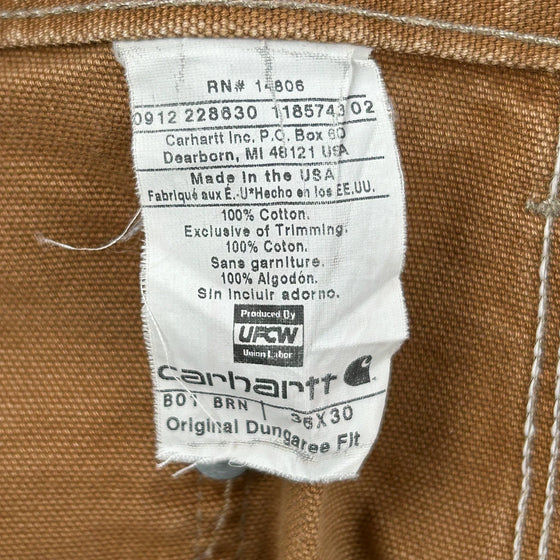 RN# 14806
0912 228630 118574302
Carhartt Inc. P.O. Box 60
Dearborn, MI 48121 USA
Made in the USA
Fabriqué aux É.-U*Hecho en los EE.UU.
100% Cotton.
Exclusive of Trimming.
100% Coton.
Sans garniture.
100% Algodón.
Sin incluir adorno.
Produced By
UFCW
Union Labor
carhartt
B01 BRN 36X30
Original Dungaree Fit